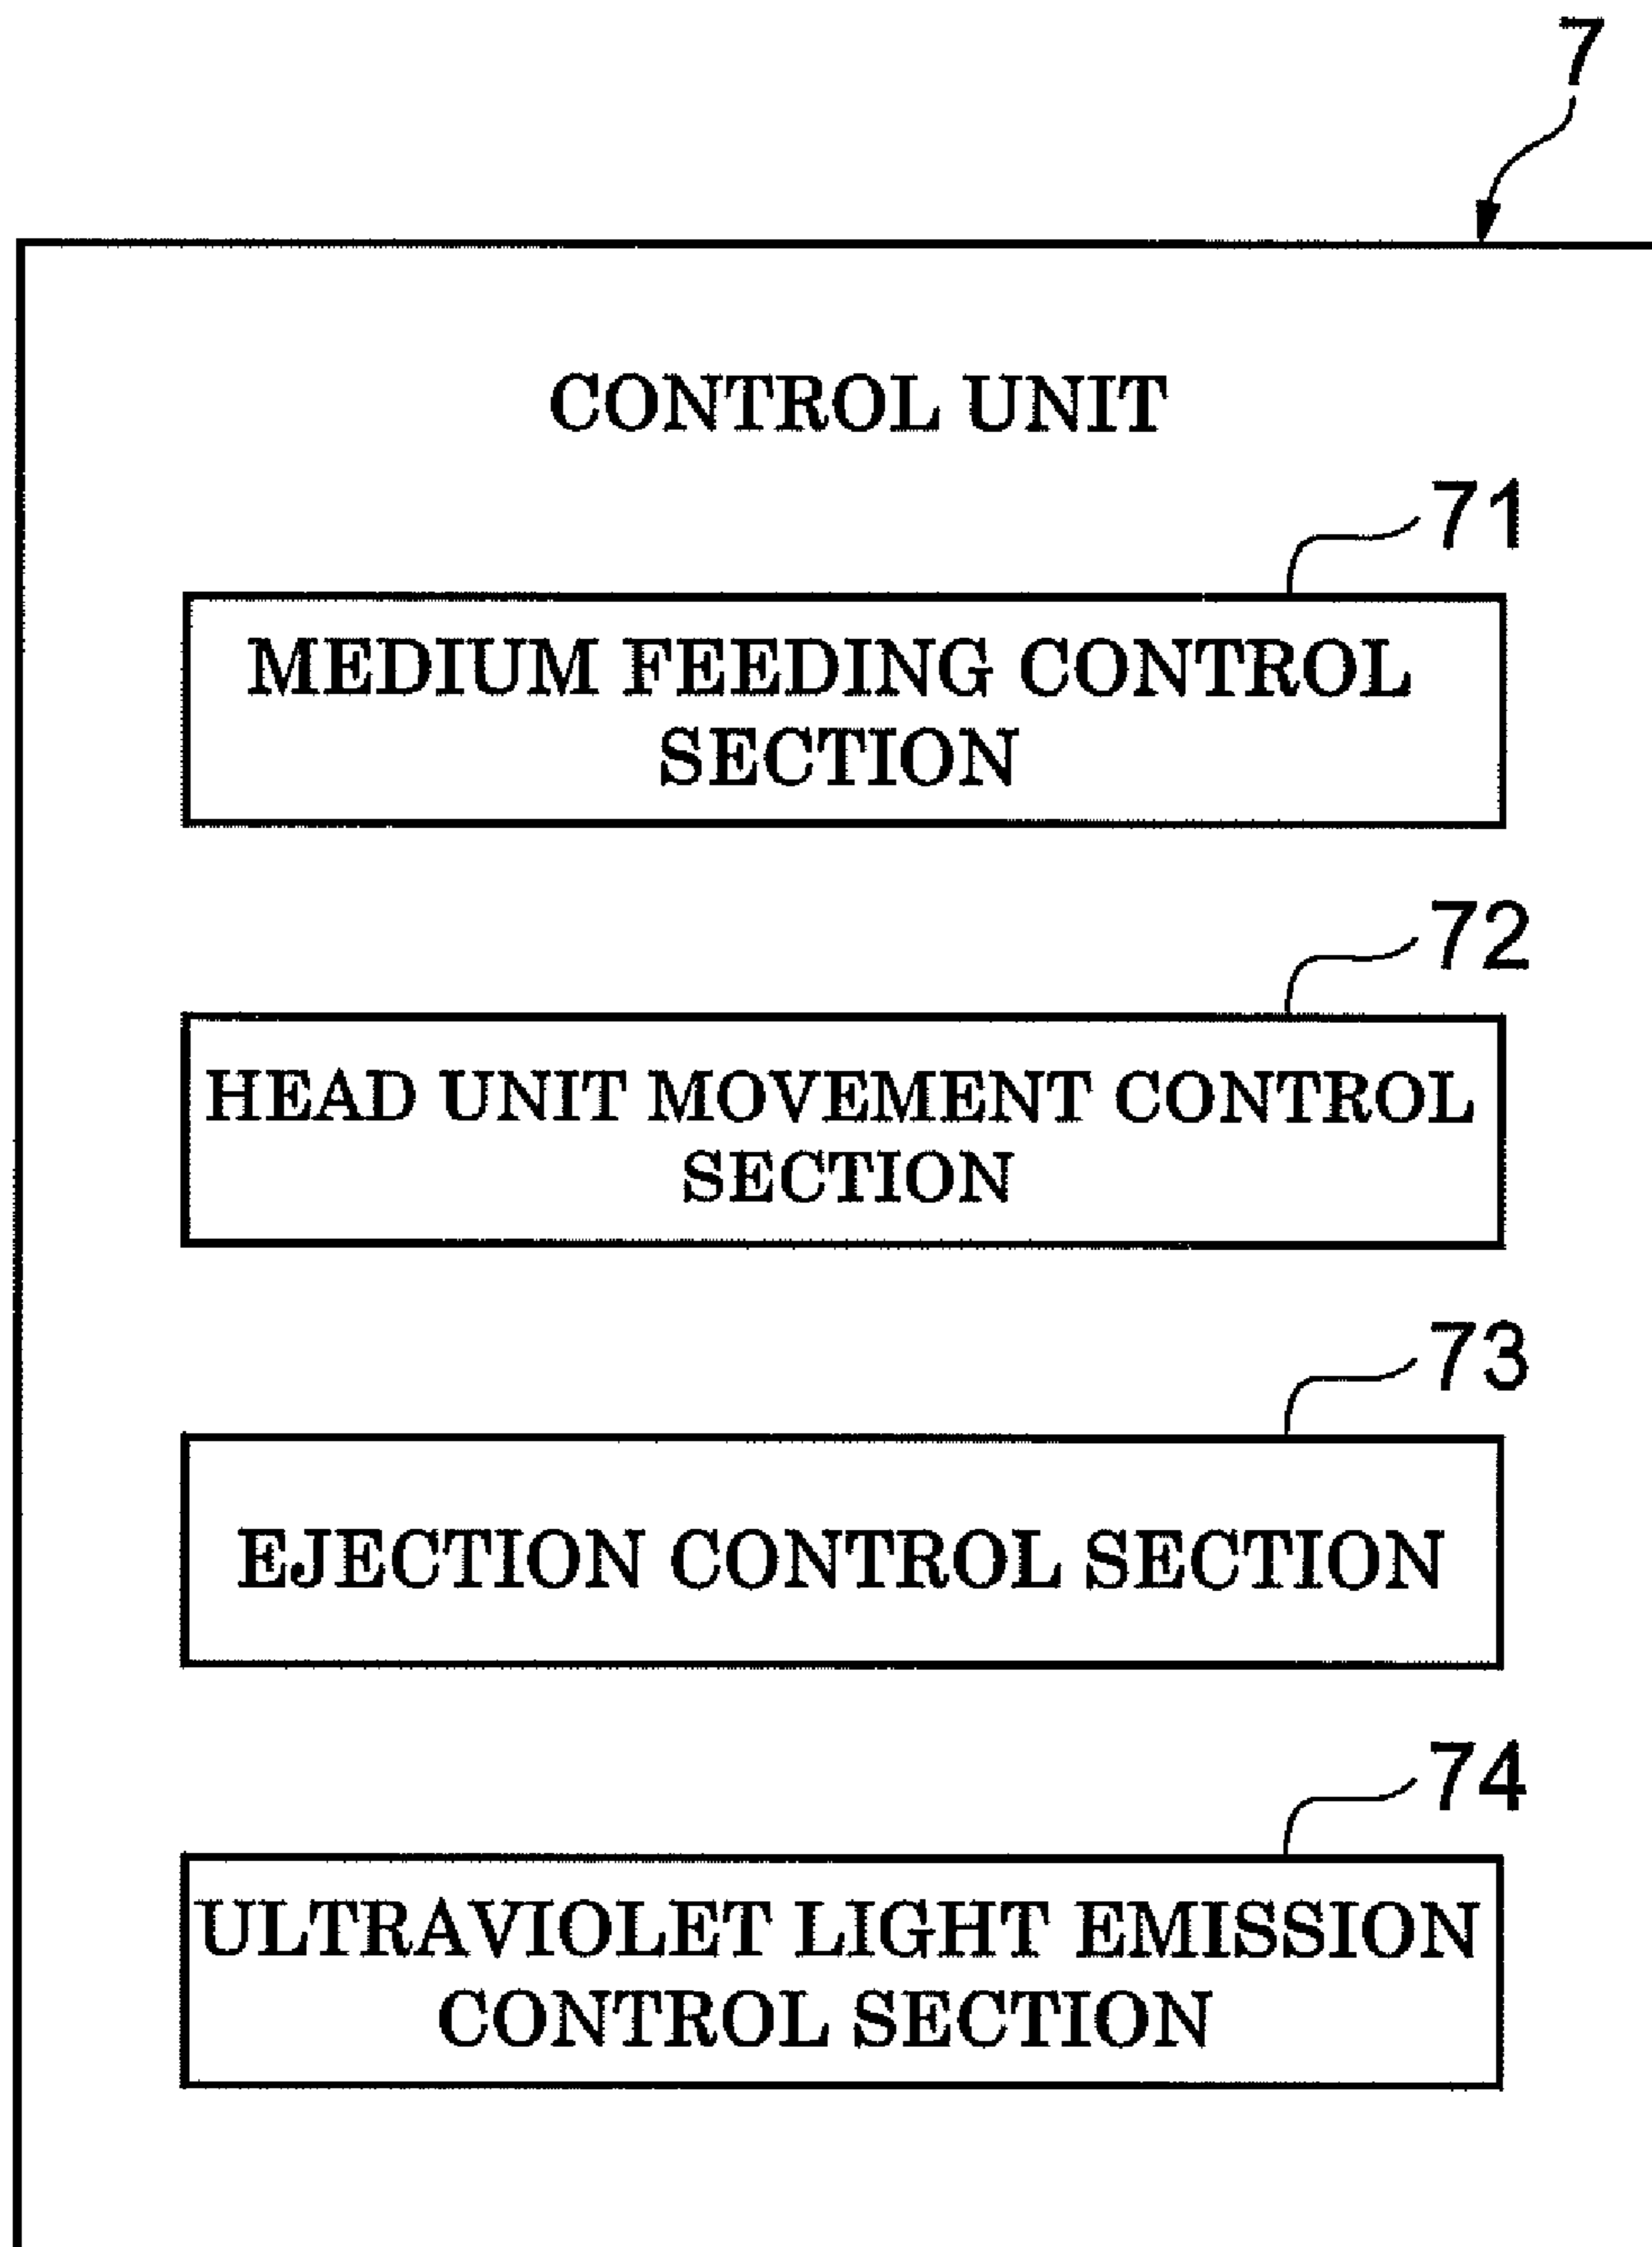 7
CONTROL UNIT
71
MEDIUM FEEDING CONTROL
SECTION
72
HEAD UNIT MOVEMENT CONTROL
SECTION
73
EJECTION CONTROL SECTION
74
ULTRAVIOLET LIGHT EMISSION
CONTROL SECTION